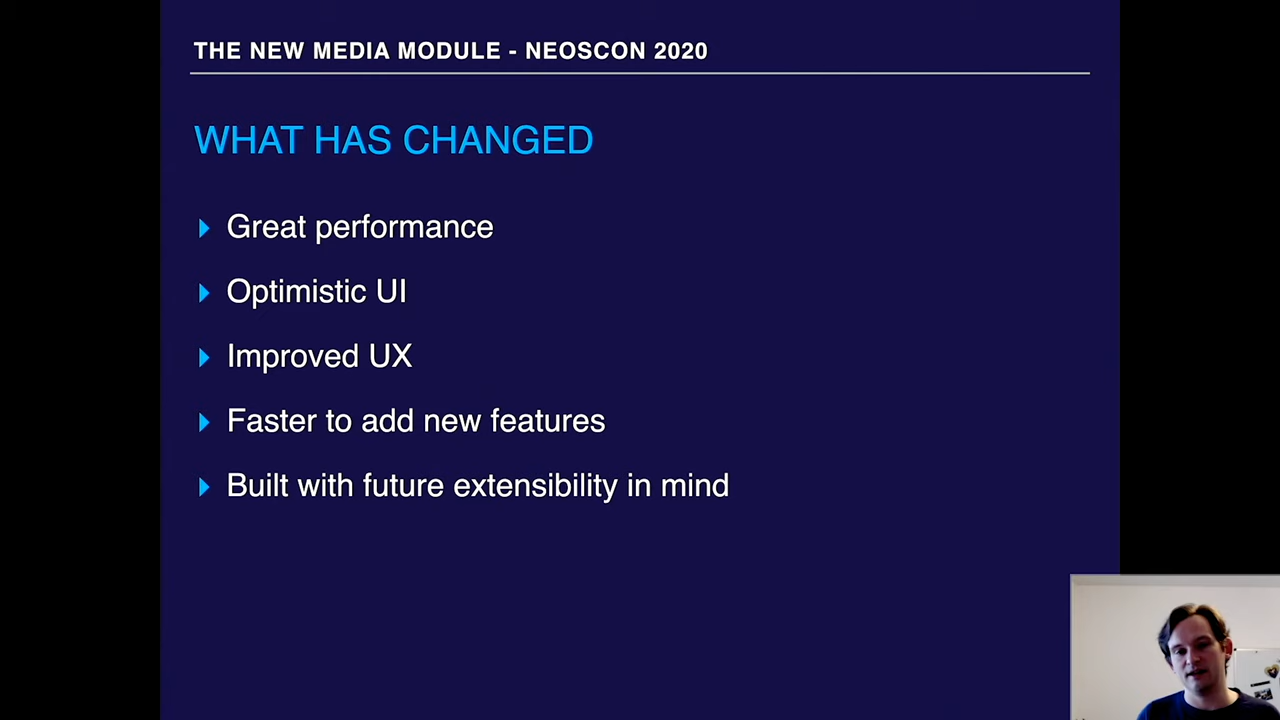 THE NEW MEDIA MODULE - NEOSCON 2020
WHAT HAS CHANGED
Great performance
Optimistic UI
Improved UX
Faster to add new features
Built with future extensibility in mind